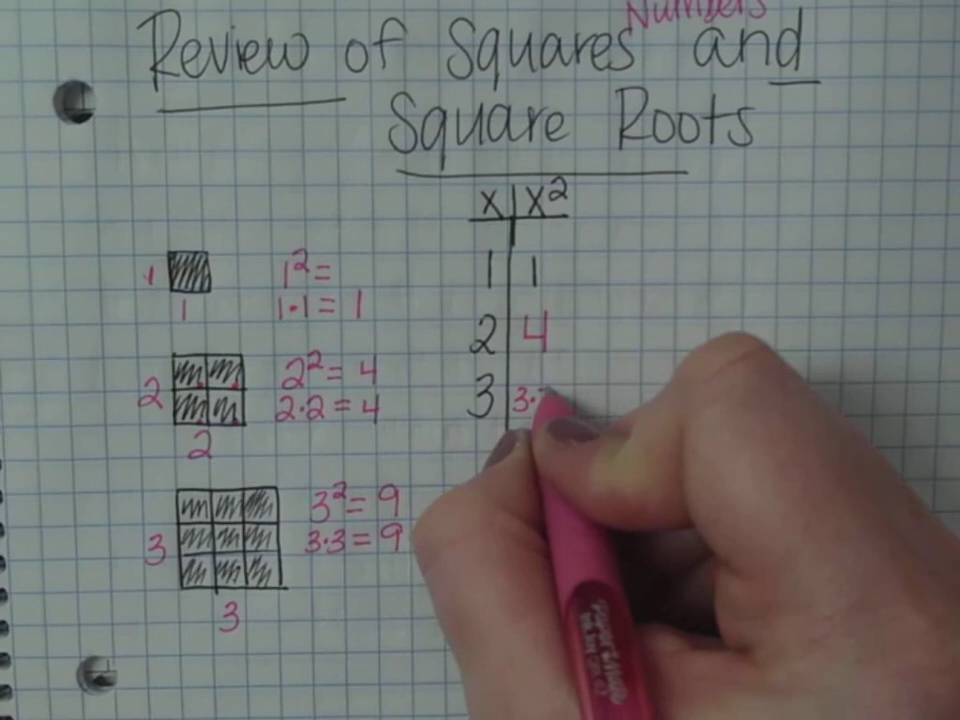 Numbers
Review of Squares and
Square Roots
x x²
1 1
2 4
3 3·
1
1
1² =
1·1 = 1
2
2
2² = 4
2·2 = 4
3
3
3² = 9
3·3 = 9